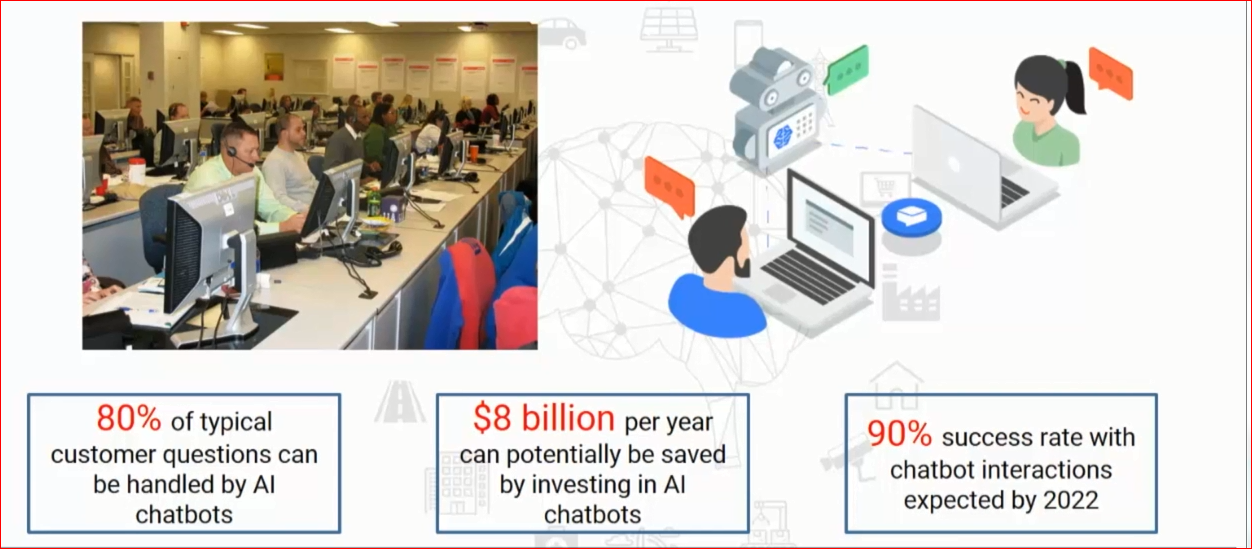 80% of typical
customer questions can
be handled by AI
chatbots
$8 billion per year
can potentially be saved
by investing in AI
chatbots
90% success rate with
chatbot interactions
expected by 2022